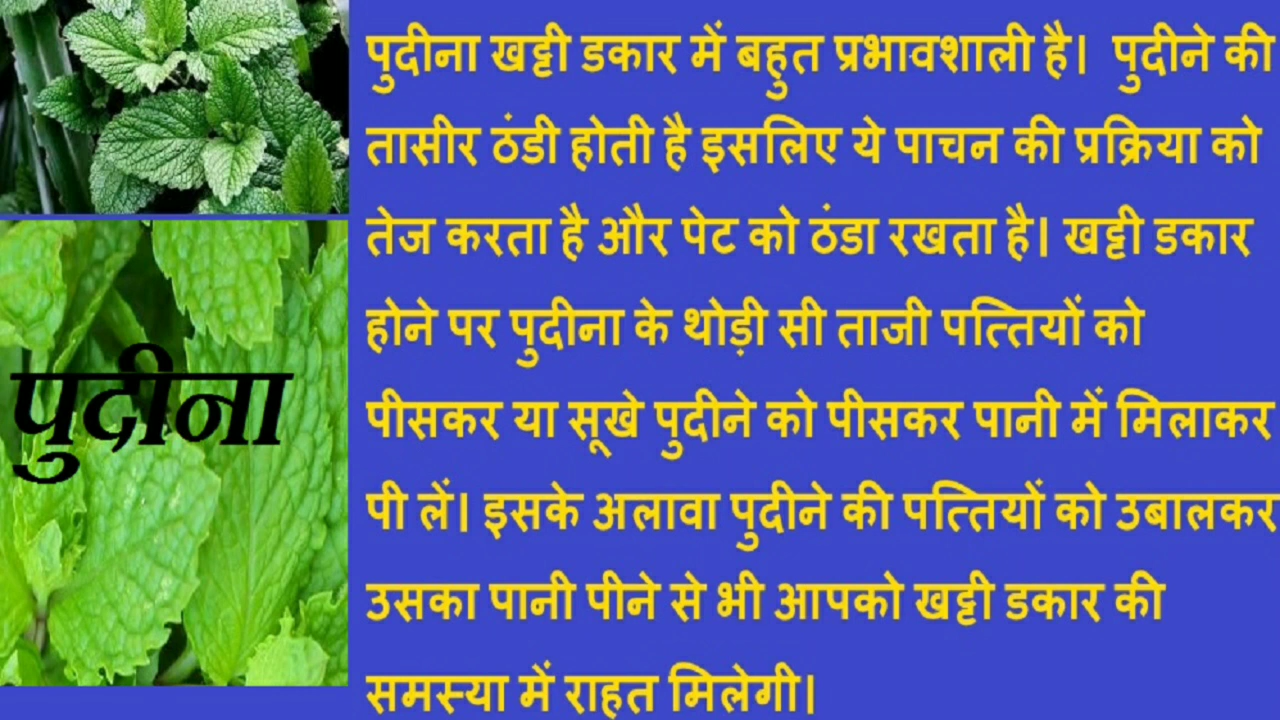 पुदीना
पुदीना खट्टी डकार में बहुत प्रभावशाली है। पुदीने की
तासीर ठंडी होती है इसलिए ये पाचन की प्रक्रिया को
तेज करता है और पेट को ठंडा रखता है। खट्टी डकार
होने पर पुदीना के थोड़ी सी ताजी पत्तियों को
पीसकर या सूखे पुदीने को पीसकर पानी में मिलाकर
पी लें। इसके अलावा पुदीने की पत्तियों को उबालकर
उसका पानी पीने से भी आपको खट्टी डकार की
समस्या में राहत मिलेगी।